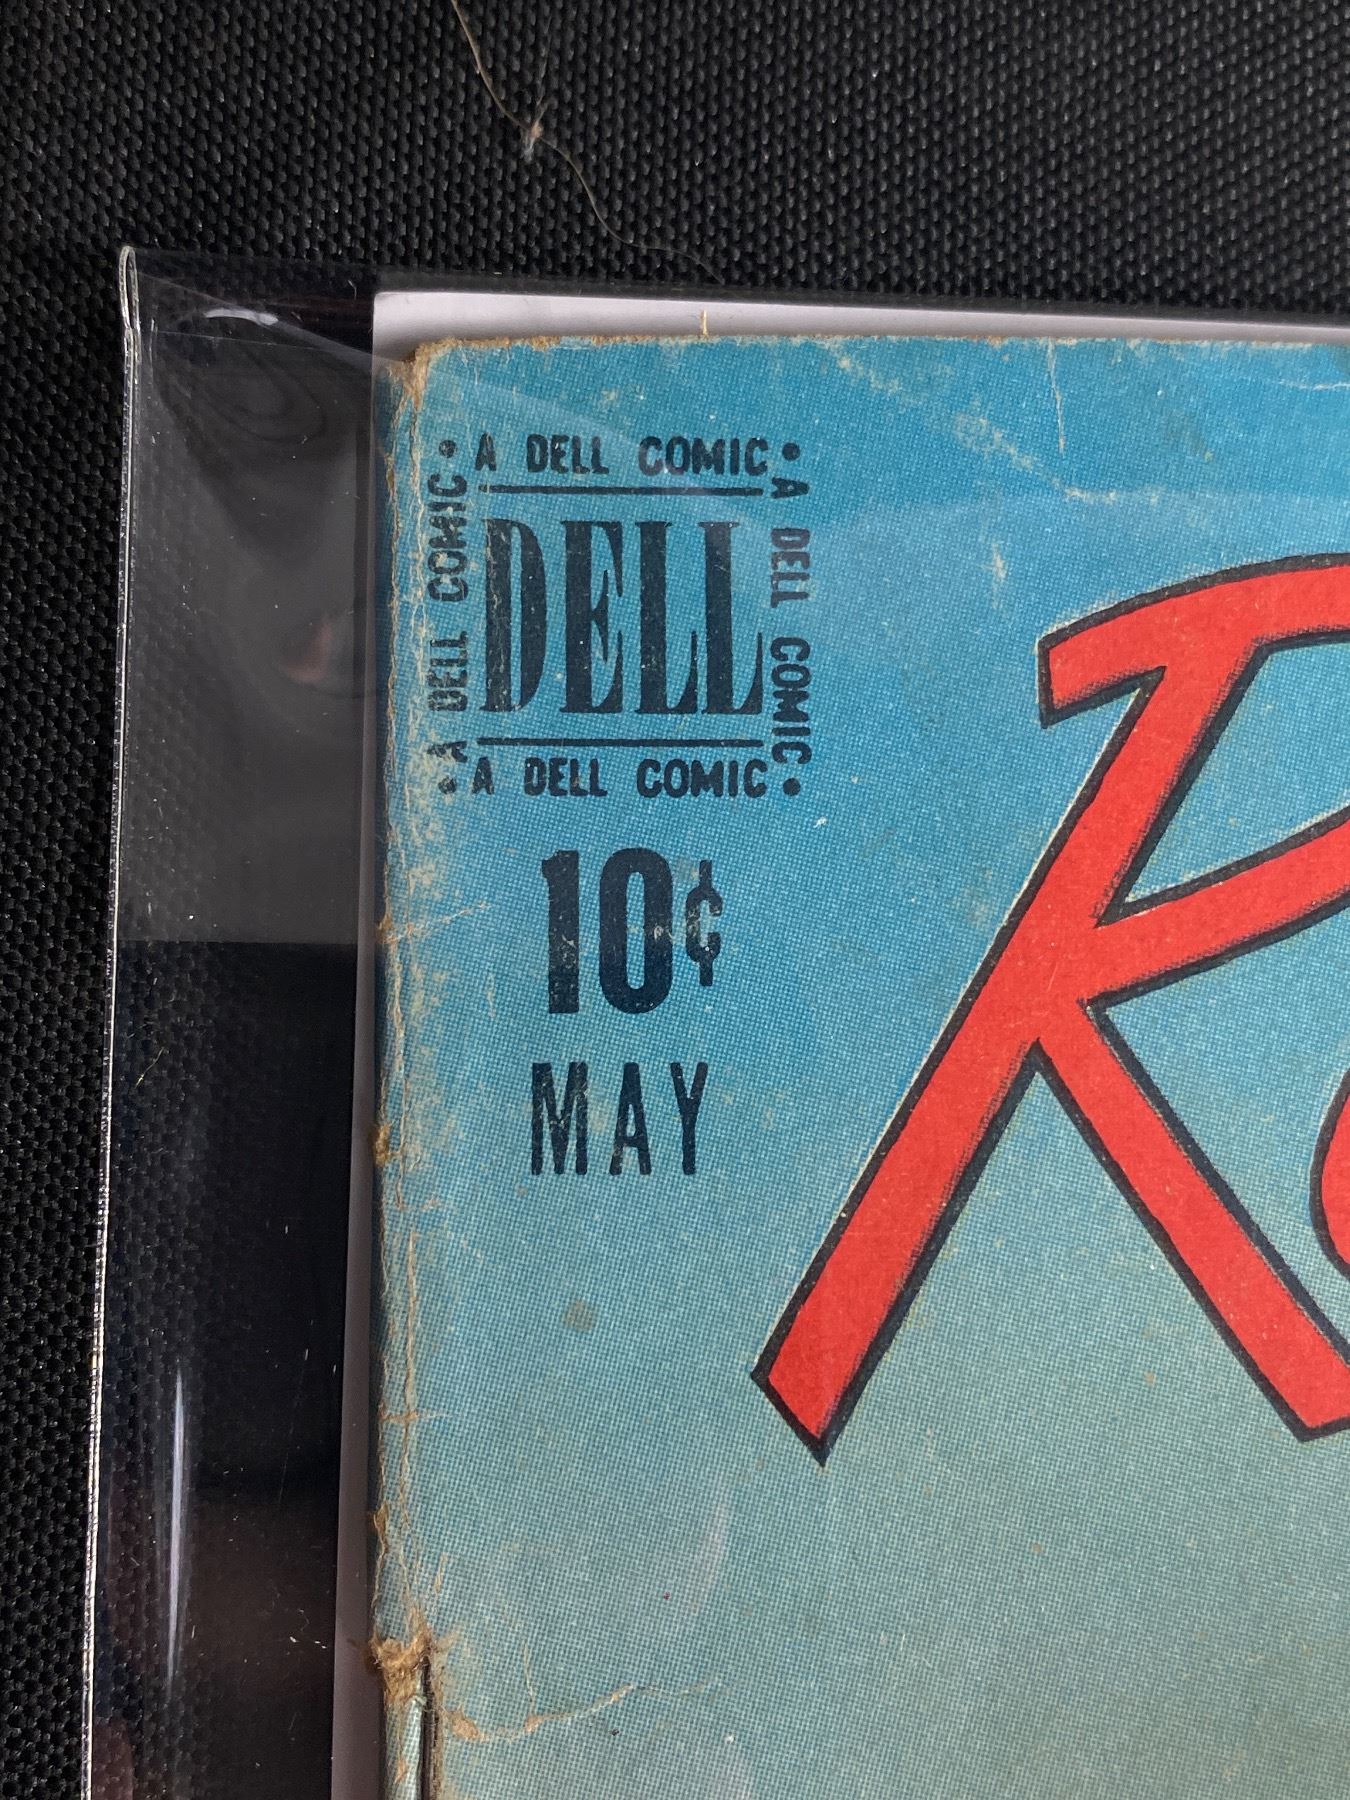 • A DELL COMIC •
A DELL COMIC
DELL
A DELL COMIC •
• A DELL COMIC •
10¢
MAY
R